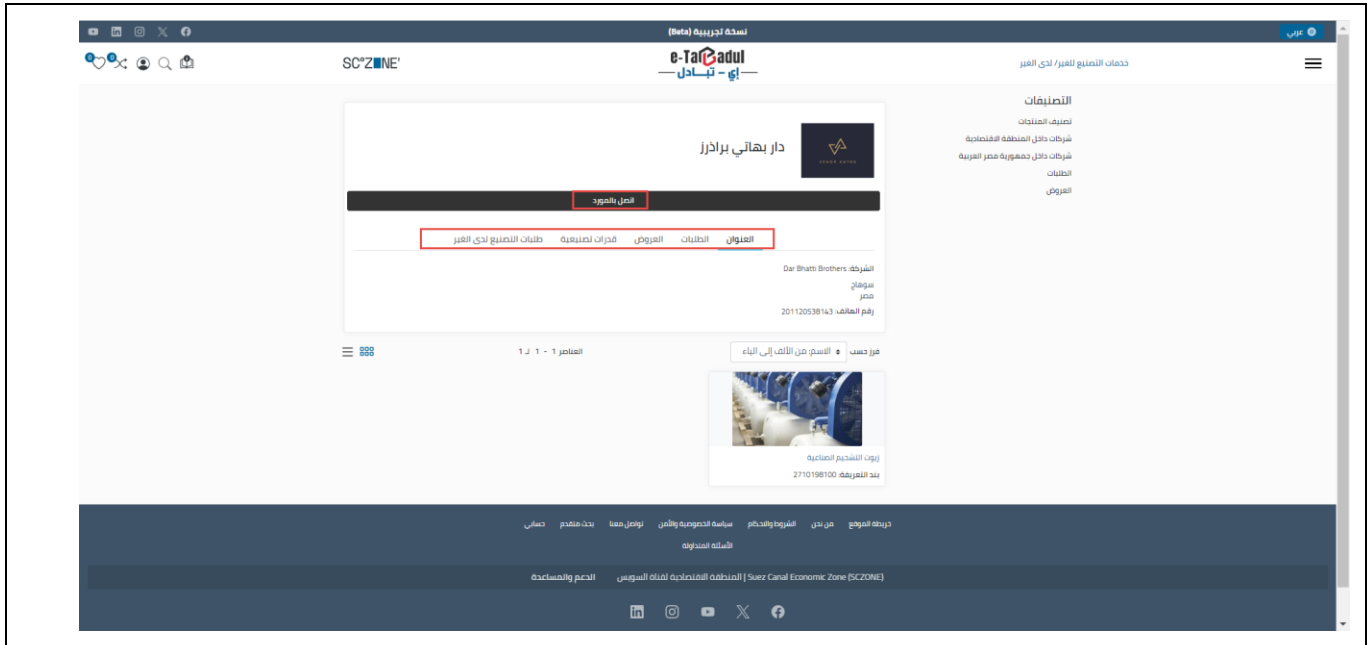 عربي
نسخة تجريبية (Beta)
خدمات التصنيع للغير/ لدى الغير
e-TaBadul
إي - تبادل
SC°ZONE'
0
0
التصنيفات
تصنيف المنتجات
شركات داخل المنطقة الاقتصادية
شركات داخل جمهورية مصر العربية
الطلبات
العروض
دار بهاتي براذرز
اتصل بالمورد
العنوان الطلبات العروض قدرات تصنيعية طلبات التصنيع لدى الغير
الشركة: Dar Bhatti Brothers
سوهاج
مصر
رقم الهاتف: 201120538143
فرز حسب الاسم: من الألف إلى الياء العناصر 1 - 1 لـ 1
زيوت التشحيم الصناعية
بند التعريفة: 2710198100
خريطة الموقع من نحن الشروط والاحكام سياسة الخصوصية والأمن تواصل معنا بحث متقدم حسابي
الأسئلة المتداولة
المنطقة الاقتصادية لقناة السويس | Suez Canal Economic Zone (SCZONE) الدعم والمساعدة